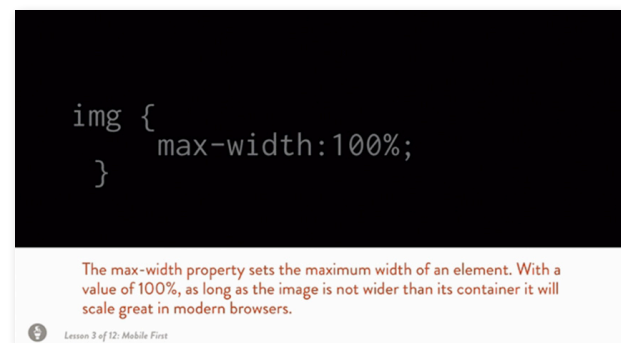 img {
max-width:100%;
}
The max-width property sets the maximum width of an element. With a
value of 100%, as long as the image is not wider than its container it will
scale great in modern browsers.
Lesson 3 of 12: Mobile First